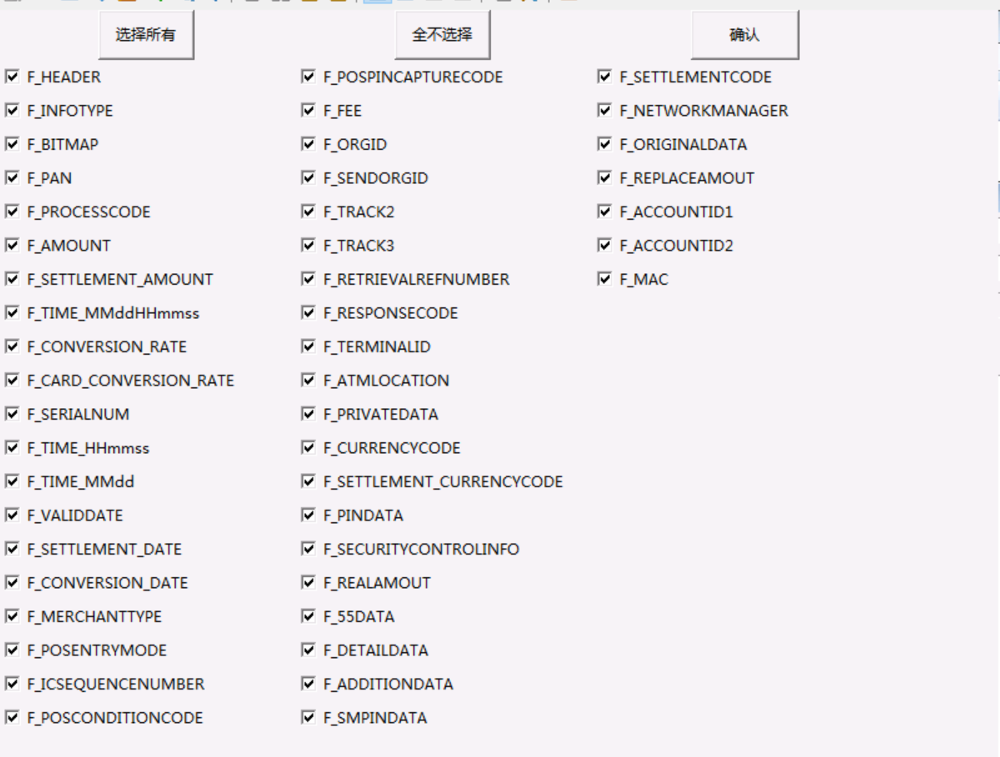 选择所有
全不选择
确认
F_HEADER
F_INFOTYPE
F_BITMAP
F_PAN
F_PROCESSCODE
F_AMOUNT
F_SETTLEMENT_AMOUNT
F_TIME_MMddHHmmss
F_CONVERSION_RATE
F_CARD_CONVERSION_RATE
F_SERIALNUM
F_TIME_HHmmss
F_TIME_MMdd
F_VALIDDATE
F_SETTLEMENT_DATE
F_CONVERSION_DATE
F_MERCHANTTYPE
F_POSENTRYMODE
F_ICSEQUENCENUMBER
F_POSCONDITIONCODE
F_POSPINCAPTURECODE
F_FEE
F_ORGID
F_SENDORGID
F_TRACK2
F_TRACK3
F_RETRIEVALREFNUMBER
F_RESPONSECODE
F_TERMINALID
F_ATMLOCATION
F_PRIVATEDATA
F_CURRENCYCODE
F_SETTLEMENT_CURRENCYCODE
F_PINDATA
F_SECURITYCONTROLINFO
F_REALAMOUT
F_55DATA
F_DETAILDATA
F_ADDITIONDATA
F_SMPINDATA
F_SETTLEMENTCODE
F_NETWORKMANAGER
F_ORIGINALDATA
F_REPLACEAMOUT
F_ACCOUNTID1
F_ACCOUNTID2
F_MAC